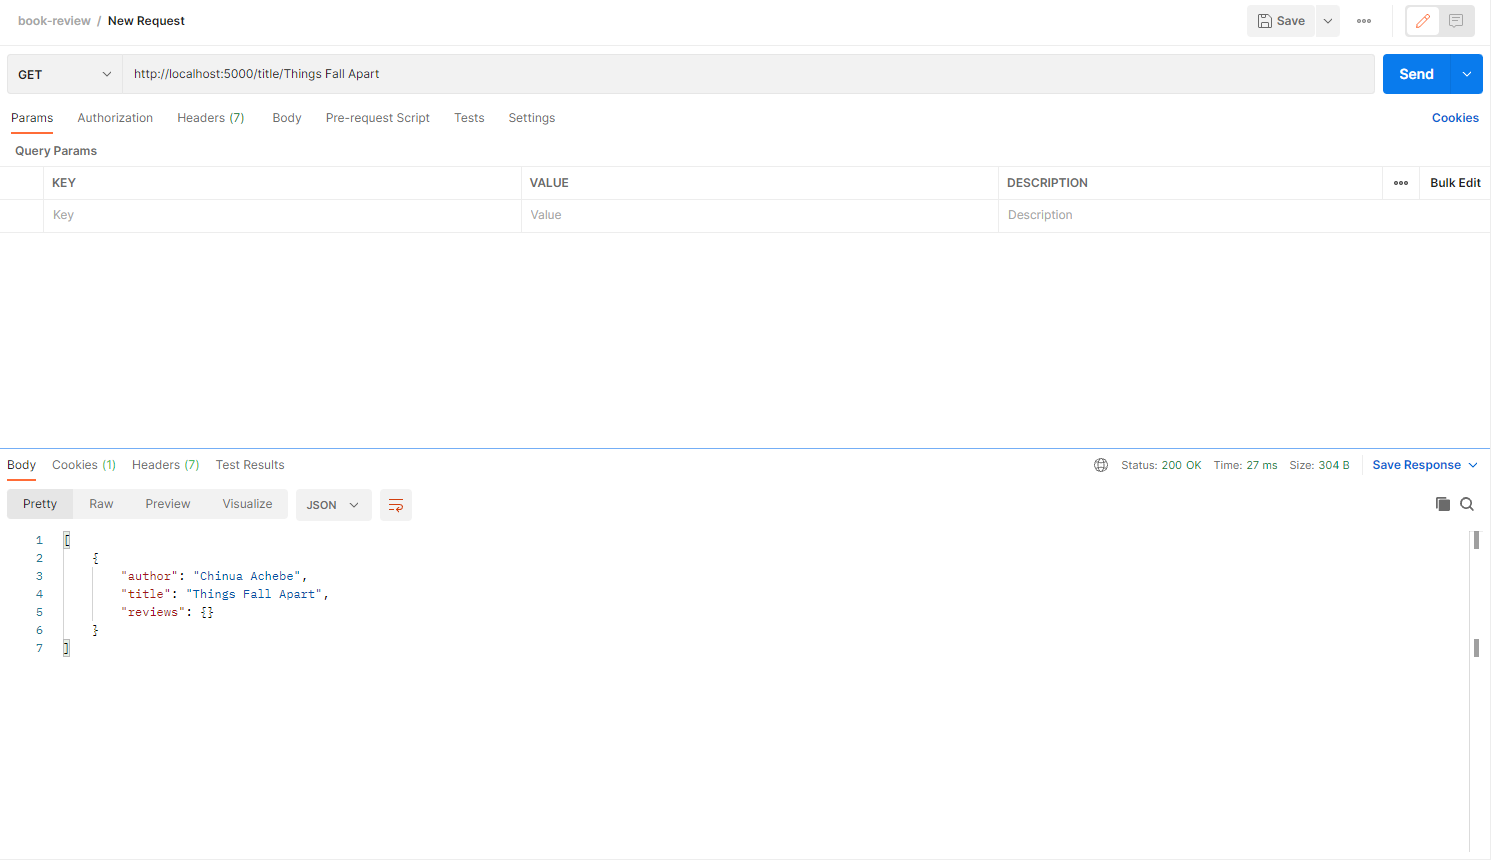 book-review / New Request
Save
GET
http://localhost:5000/title/Things Fall Apart
Send
Params Authorization Headers (7) Body Pre-request Script Tests Settings Cookies
Query Params
KEY VALUE DESCRIPTION Bulk Edit
Key Value Description
Body Cookies (1) Headers (7) Test Results Status: 200 OK Time: 27 ms Size: 304 B Save Response
Pretty Raw Preview Visualize JSON
1 [
2 {
3 "author": "Chinua Achebe",
4 "title": "Things Fall Apart",
5 "reviews": {}
6 }
7 ]